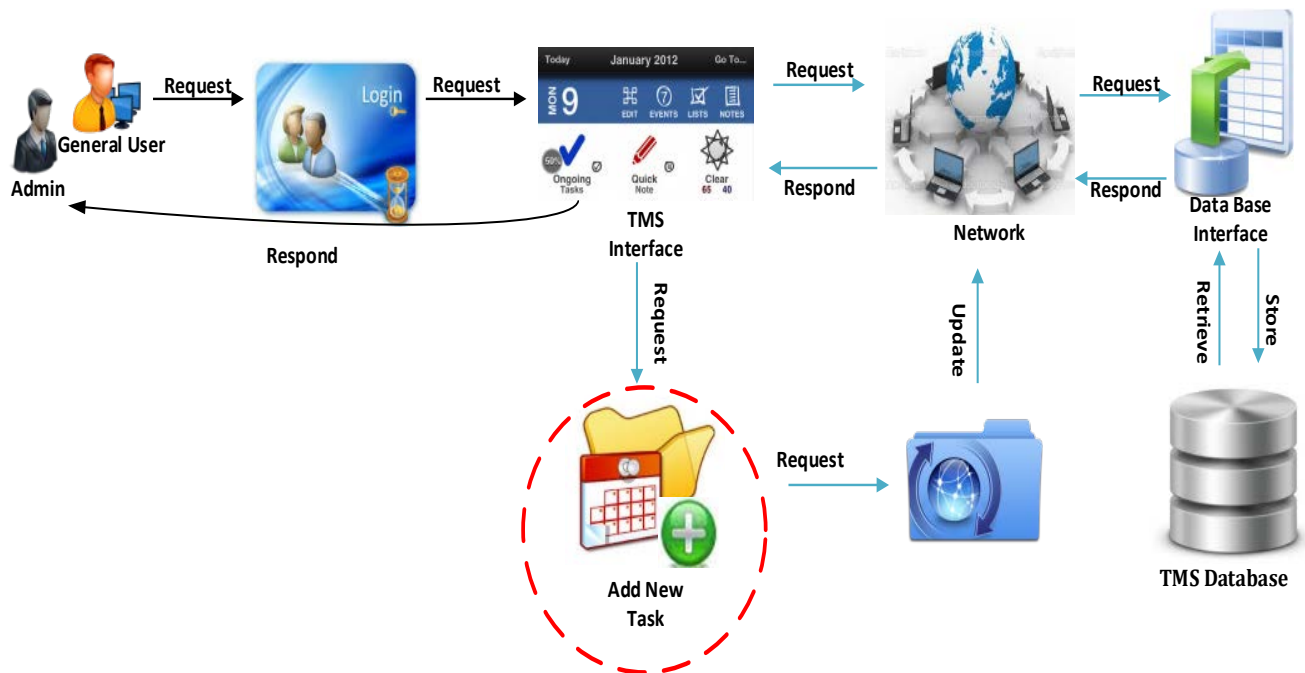 Today January 2012 Go To...
MON 9
EDIT EVENTS LISTS NOTES
7
Login
Request
Request
Request
Request
General User
Admin
50%
Ongoing
Tasks
Quick
Note
Clear
65 40
Respond
Respond
Respond
TMS
Interface
Network
Data Base
Interface
Request
Update
Retrieve
Store
Request
Add New
Task
TMS Database